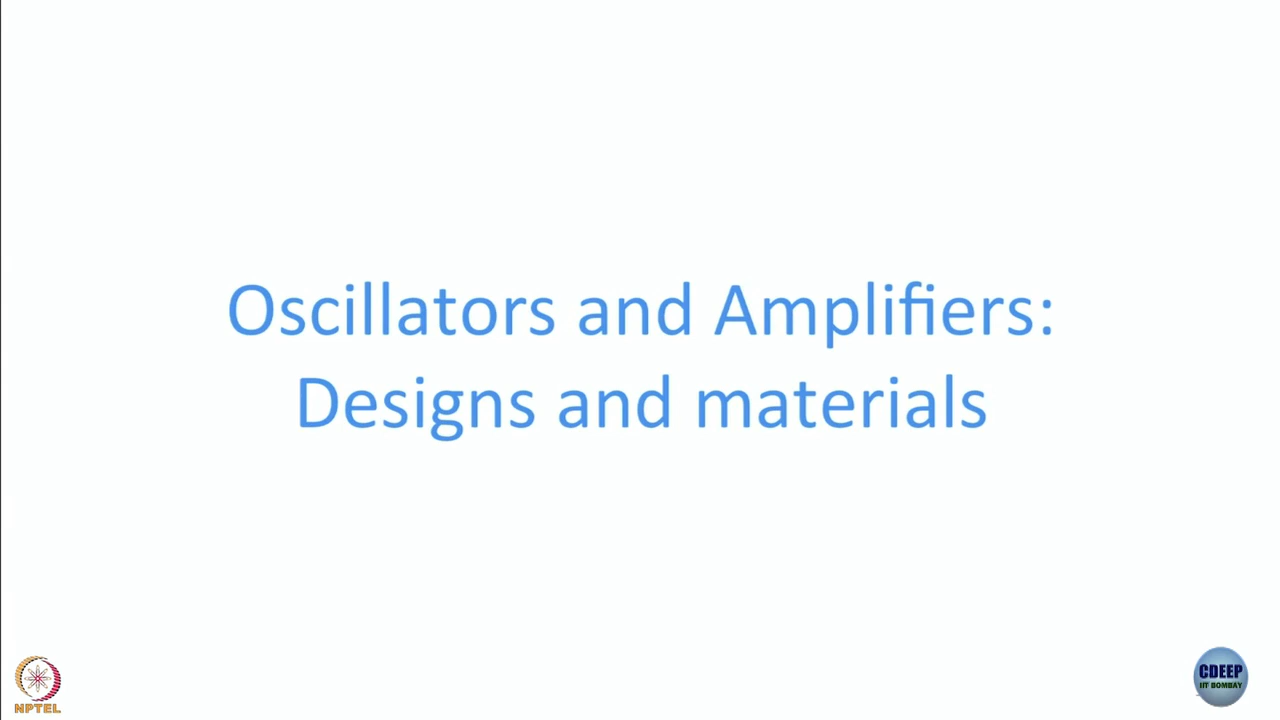 Oscillators and Amplifiers:
Designs and materials
NPTEL
CDEEP
IIT BOMBAY